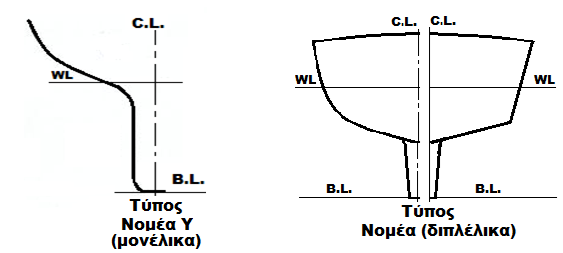 C.L.
WL
B.L.
Τύπος
Νομέα Υ
(μονέλικα)
C.L. C.L.
WL WL
B.L. B.L.
Τύπος
Νομέα (διπλέλικα)